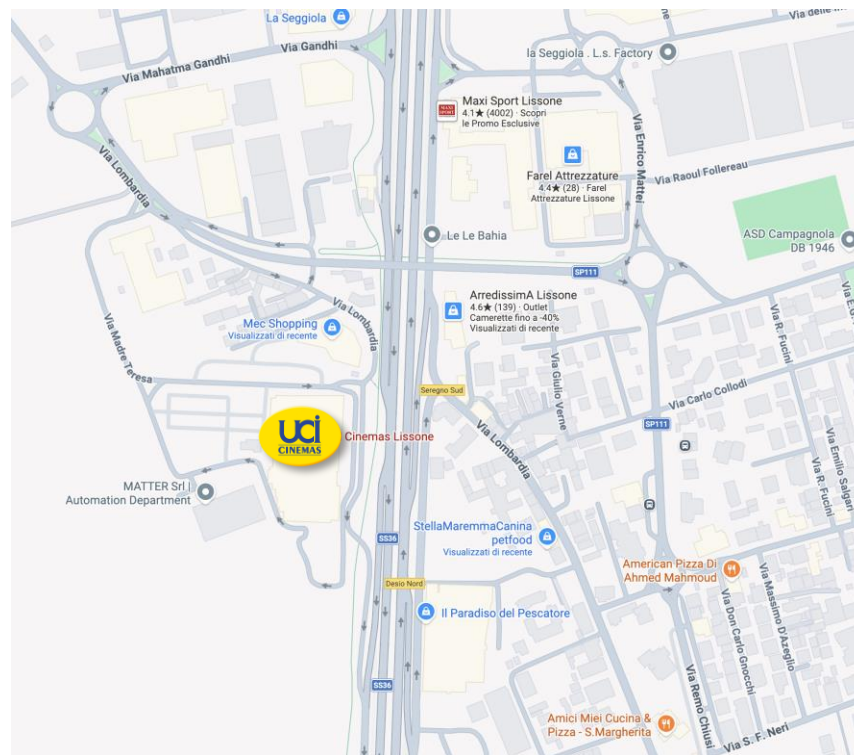 La Seggiola
Via Gandhi
Via Mahatma Gandhi
la Seggiola . L.s. Factory
Via delle
Maxi Sport Lissone
4.1★ (4002) · Scopri
le Promo Esclusive
Via Enrico Mattei
Farel Attrezzature
4.4★ (28) · Farel
Attrezzature Lissone
Via Raoul Follereau
Via Lombardia
Le Le Bahia
ASD Campagnola
DB 1946
SP111
ArredissimA Lissone
4.6★ (139) · Outlet
Camerette fino a -40%
Visualizzati di recente
Via Lombardia
Mec Shopping
Visualizzati di recente
Via Madre Teresa
Via R. Fucini
Via E.G.
Via Giulio Verne
Seregno Sud
Via Carlo Collodi
SP111
UCI
CINEMAS
Cinemas Lissone
Via Lombardia
Via Emilio Salgari
Via R. Fucini
MATTER Srl |
Automation Department
StellaMaremmaCanina
petfood
Visualizzati di recente
SS36
American Pizza Di
Ahmed Mahmoud
Desio Nord
Il Paradiso del Pescatore
Via Massimo D'Azeglio
Via Don Carlo Gnocchi
SS36
Via Remo Chiusi
Amici Miei Cucina &
Pizza - S.Margherita
Via S. F. Neri